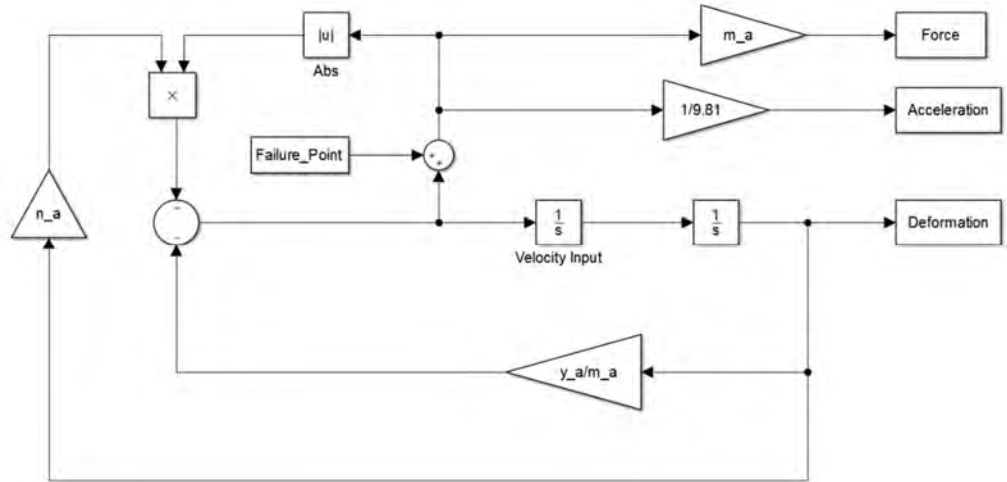 |u|
Abs
m_a
Force
×
1/9.81
Acceleration
Failure_Point
+
+
n_a
−
−
1
s
Velocity Input
1
s
Deformation
y_a/m_a